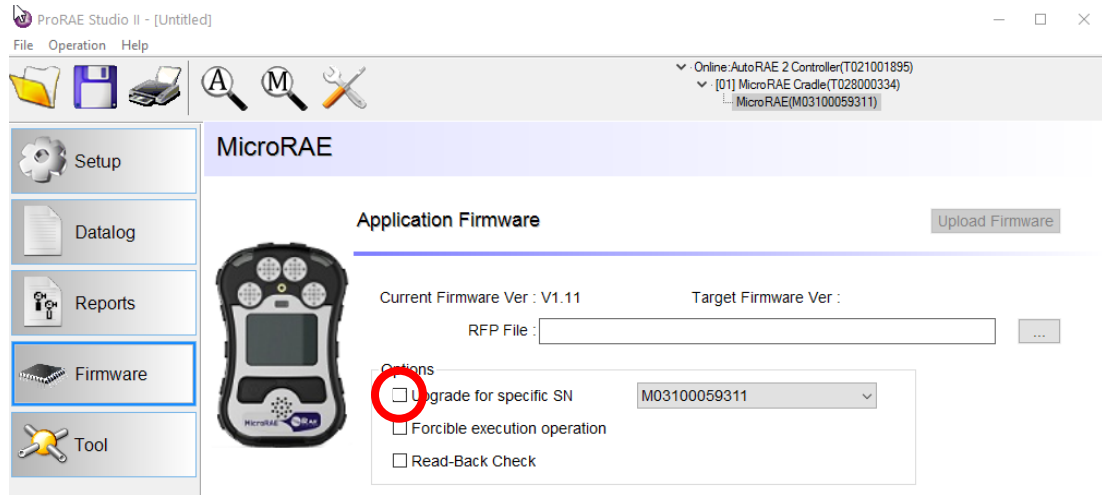 ProRAE Studio II - [Untitled]
File Operation Help
A M
Online:AutoRAE 2 Controller(T021001895)
[01] MicroRAE Cradle(T028000334)
MicroRAE(M03100059311)
Setup
Datalog
Reports
Firmware
Tool
MicroRAE
Application Firmware
Upload Firmware
Current Firmware Ver : V1.11 Target Firmware Ver :
RFP File : ...
Options
Upgrade for specific SN M03100059311
Forcible execution operation
Read-Back Check
MicroRAE RAE